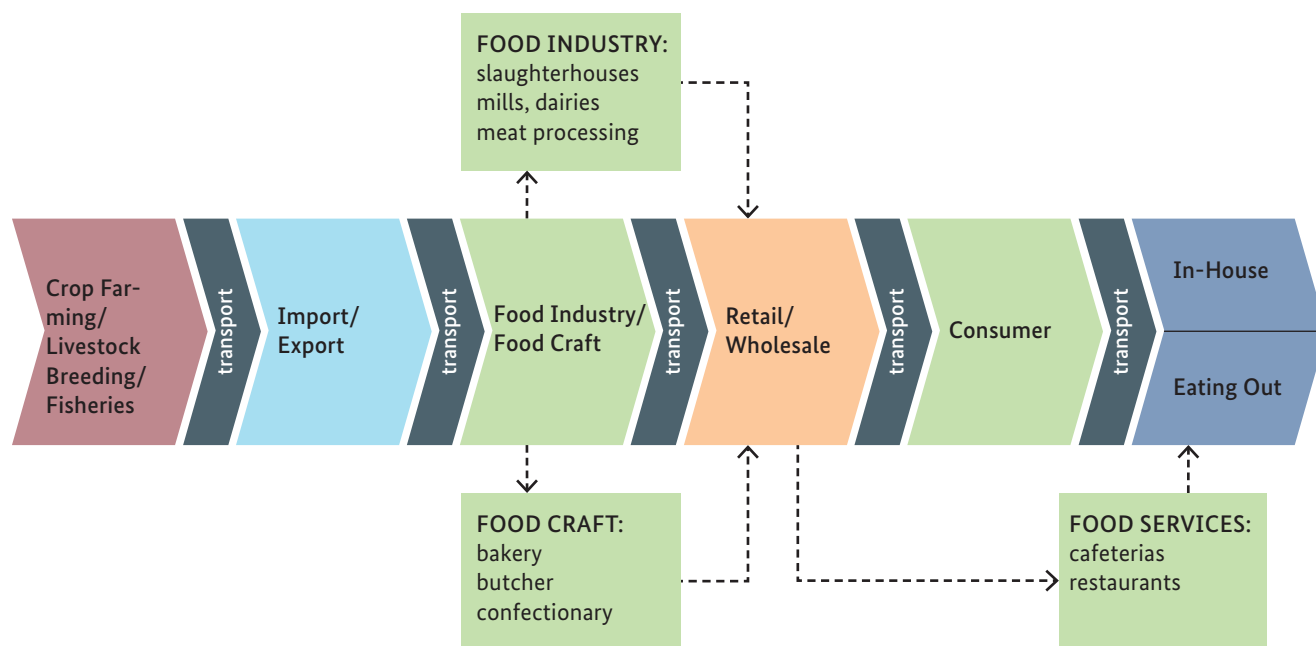 FOOD INDUSTRY:
slaughterhouses
mills, dairies
meat processing
Crop Far-
ming/
Livestock
Breeding/
Fisheries
transport
Import/
Export
transport
Food Industry/
Food Craft
transport
Retail/
Wholesale
transport
Consumer
transport
In-House
Eating Out
FOOD CRAFT:
bakery
butcher
confectionary
FOOD SERVICES:
cafeterias
restaurants